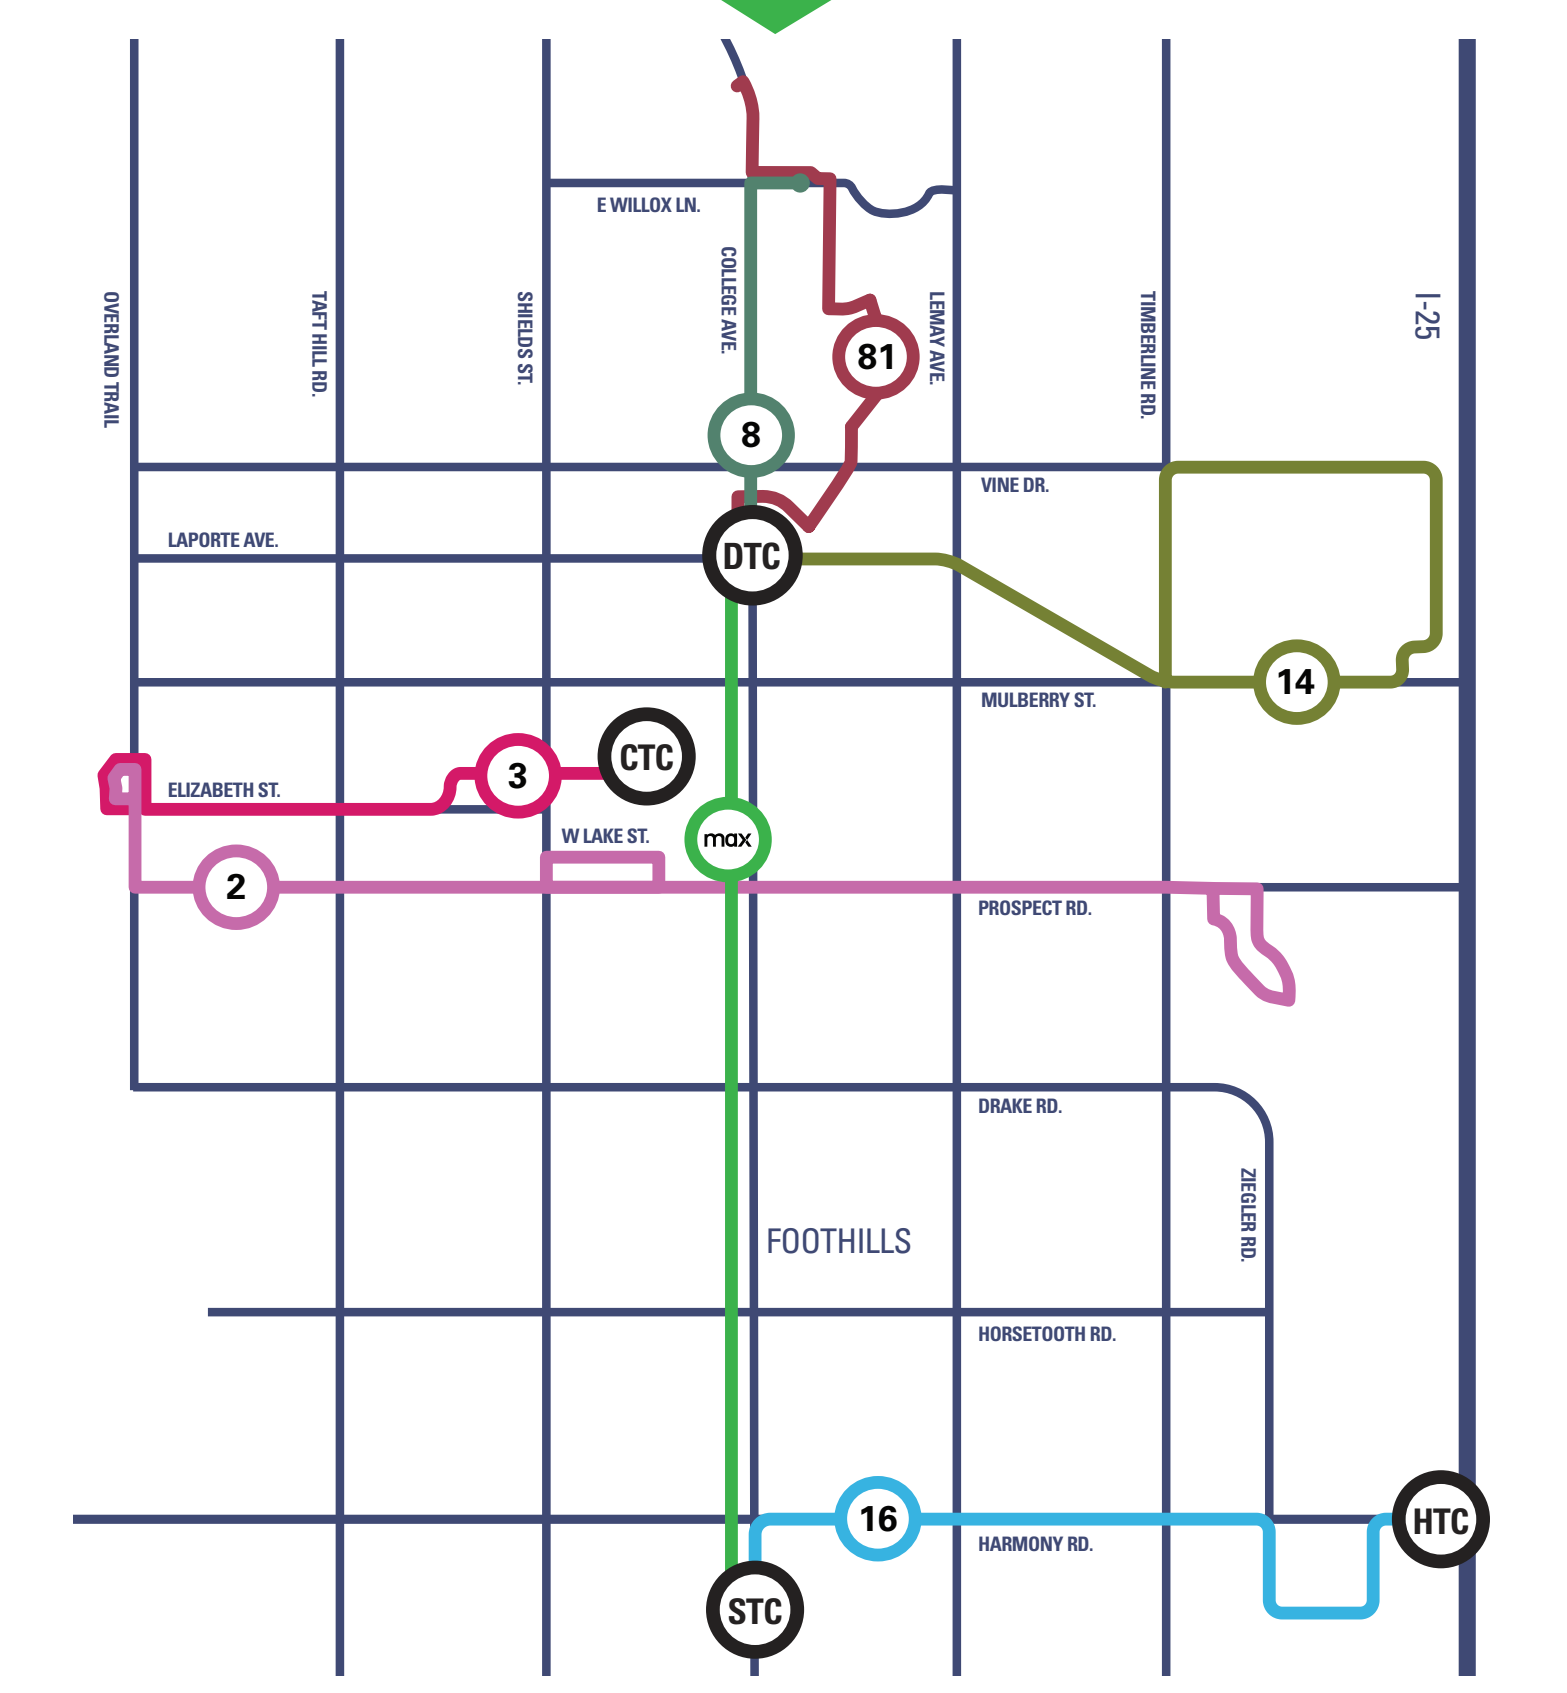 E WILLOX LN.
COLLEGE AVE.
OVERLAND TRAIL
TAFT HILL RD.
SHIELDS ST.
LEMAY AVE.
TIMBERLINE RD.
I-25
81
8
VINE DR.
LAPORTE AVE.
DTC
14
MULBERRY ST.
CTC
3
ELIZABETH ST.
W LAKE ST.
max
2
PROSPECT RD.
DRAKE RD.
ZIEGLER RD.
FOOTHILLS
HORSETOOTH RD.
16
HTC
HARMONY RD.
STC